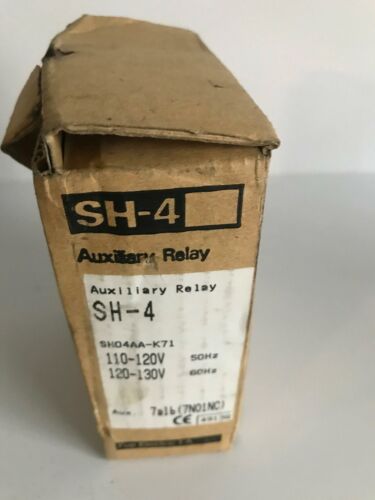 SH-4
Auxiliary Relay
Auxiliary Relay
SH-4
SH04AA-K71
110-120V 50Hz
120-130V 60Hz
Aux. 7a1b(7NO1NC)
CE